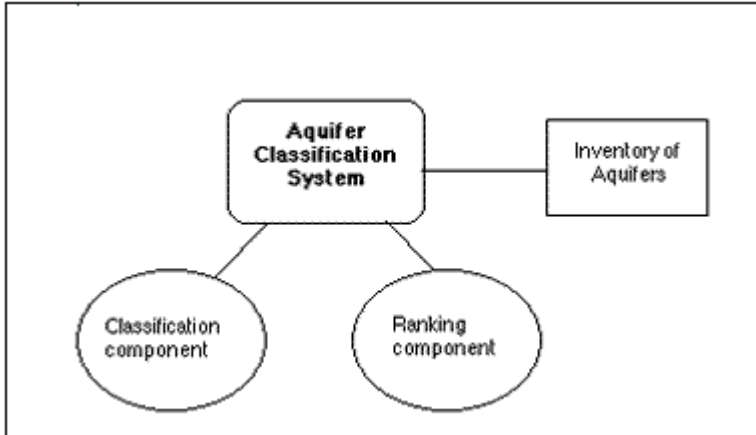 Aquifer
Classification
System
Inventory of
Aquifers
Classification
component
Ranking
component